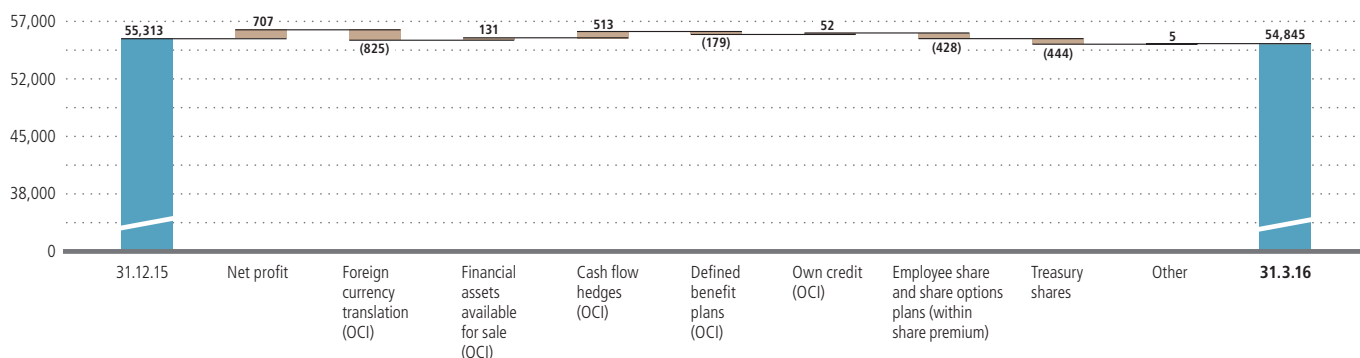 57,000
52,000
45,000
38,000
0
55,313
707
(825)
131
513
(179)
52
(428)
(444)
5
54,845
31.12.15
Net profit
Foreign
currency
translation
(OCI)
Financial
assets
available
for sale
(OCI)
Cash flow
hedges
(OCI)
Defined
benefit
plans
(OCI)
Own credit
(OCI)
Employee share
and share options
plans (within
share premium)
Treasury
shares
Other
31.3.16